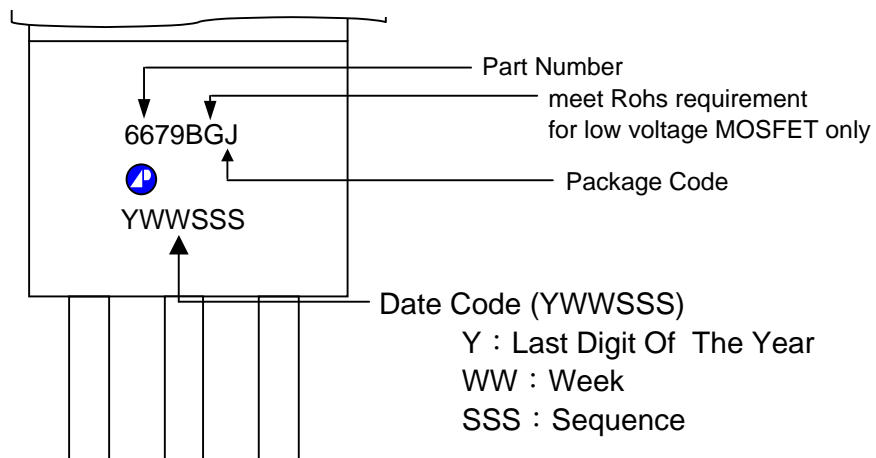 Part Number
meet Rohs requirement
for low voltage MOSFET only
6679BGJ
Package Code
YWWSSS
Date Code (YWWSSS)
Y：Last Digit Of The Year
WW：Week
SSS：Sequence